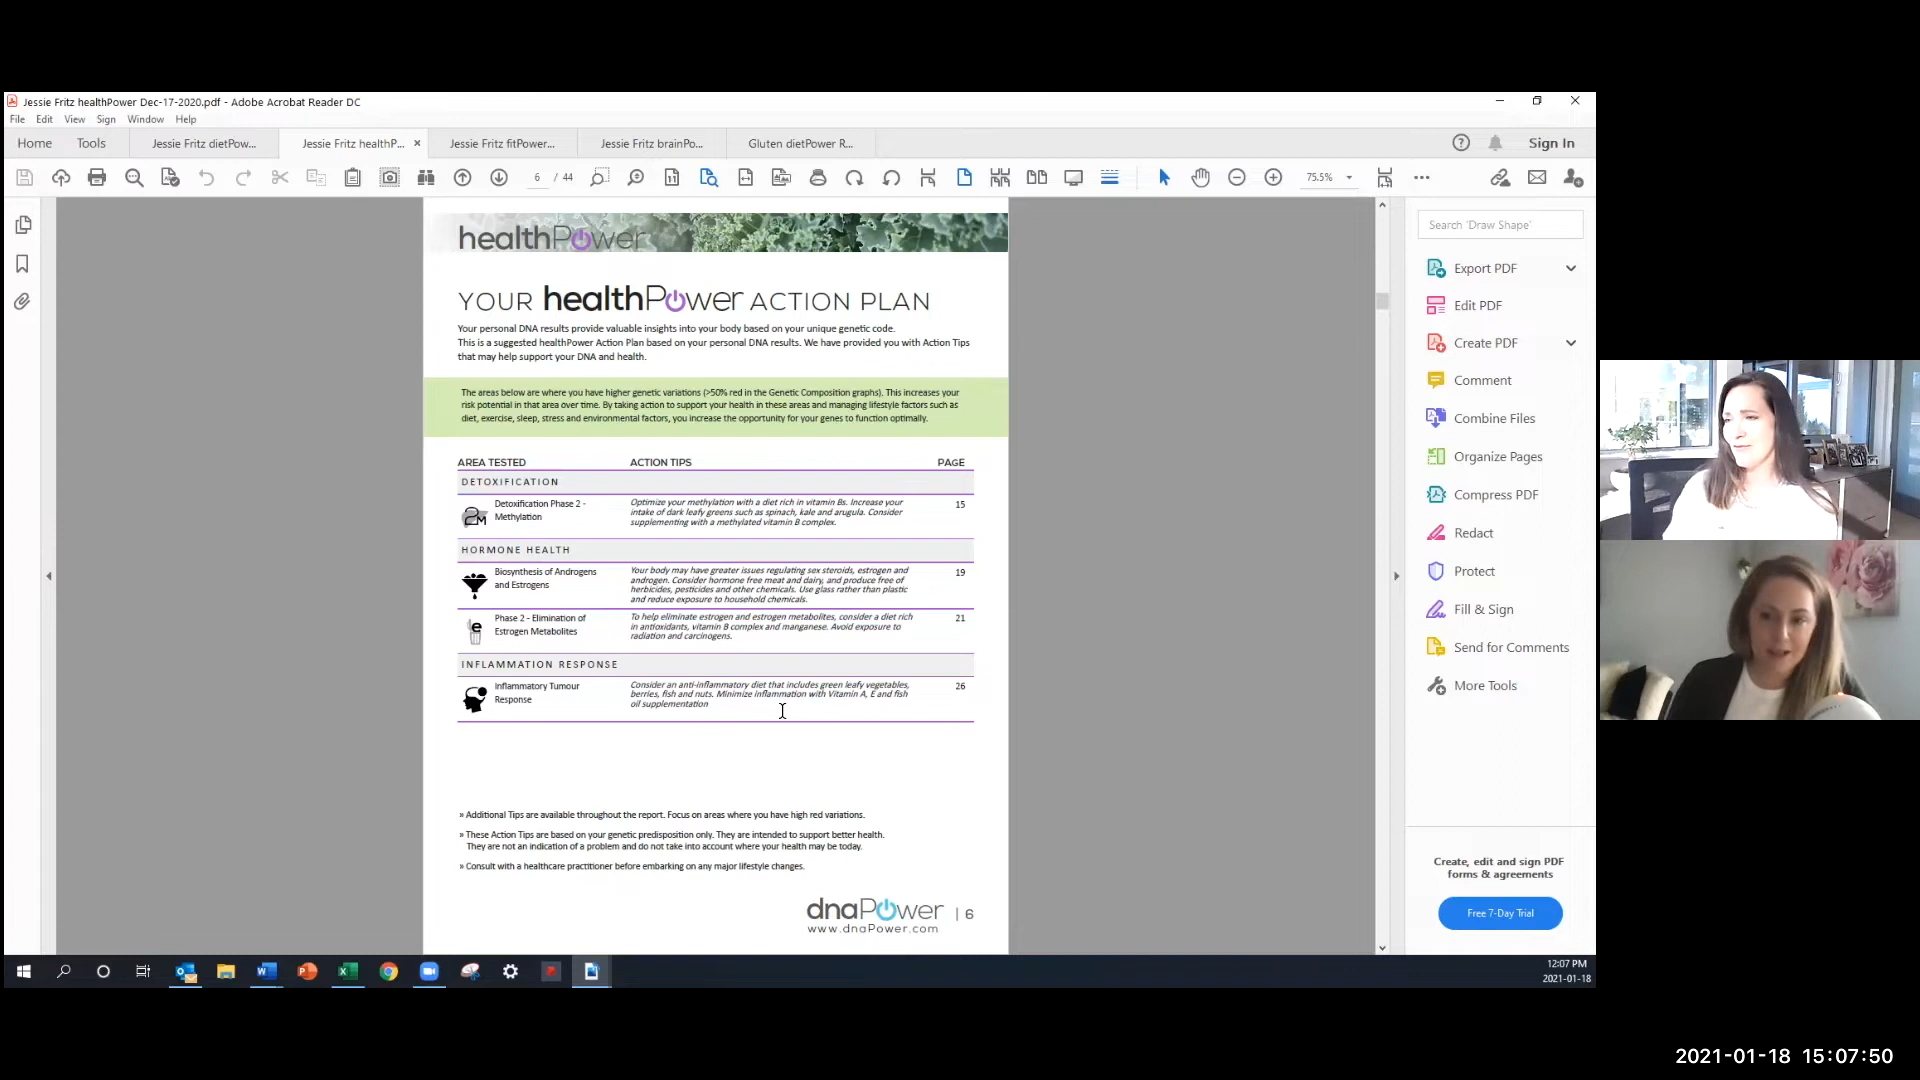 Jessie Fritz healthPower Dec-17-2020.pdf - Adobe Acrobat Reader DC
File Edit View Sign Window Help
Home Tools Jessie Fritz dietPow... Jessie Fritz healthP... × Jessie Fritz fitPower... Jessie Fritz brainPo... Gluten dietPower R... Sign In
6 / 44 75.5%
healthPower
YOUR healthPower ACTION PLAN
Your personal DNA results provide valuable insights into your body based on your unique genetic code.
This is a suggested healthPower Action Plan based on your personal DNA results. We have provided you with Action Tips
that may help support your DNA and health.
The areas below are where you have higher genetic variations (>50% red in the Genetic Composition graphs). This increases your
risk potential in that area over time. By taking action to support your health in these areas and managing lifestyle factors such as
diet, exercise, sleep, stress and environmental factors, you increase the opportunity for your genes to function optimally.
AREA TESTED ACTION TIPS PAGE
DETOXIFICATION
Detoxification Phase 2 -
Methylation
Optimize your methylation with a diet rich in vitamin Bs. Increase your
intake of dark leafy greens such as spinach, kale and arugula. Consider
supplementing with a methylated vitamin B complex.
15
HORMONE HEALTH
Biosynthesis of Androgens
and Estrogens
Your body may have greater issues regulating sex steroids, estrogen and
androgen. Consider hormone free meat and dairy, and produce free of
herbicides, pesticides and other chemicals. Use glass rather than plastic
and reduce exposure to household chemicals.
19
Phase 2 - Elimination of
Estrogen Metabolites
To help eliminate estrogen and estrogen metabolites, consider a diet rich
in antioxidants, vitamin B complex and manganese. Avoid exposure to
radiation and carcinogens.
21
INFLAMMATION RESPONSE
Inflammatory Tumour
Response
Consider an anti-inflammatory diet that includes green leafy vegetables,
berries, fish and nuts. Minimize inflammation with Vitamin A, E and fish
oil supplementation
26
» Additional Tips are available throughout the report. Focus on areas where you have high red variations.
» These Action Tips are based on your genetic predisposition only. They are intended to support better health.
They are not an indication of a problem and do not take into account where your health may be today.
» Consult with a healthcare practitioner before embarking on any major lifestyle changes.
dnaPower | 6
www.dnaPower.com
Search 'Draw Shape'
Export PDF
Edit PDF
Create PDF
Comment
Combine Files
Organize Pages
Compress PDF
Redact
Protect
Fill & Sign
Send for Comments
More Tools
Create, edit and sign PDF
forms & agreements
Free 7-Day Trial
12:07 PM
2021-01-18
2021-01-18 15:07:50